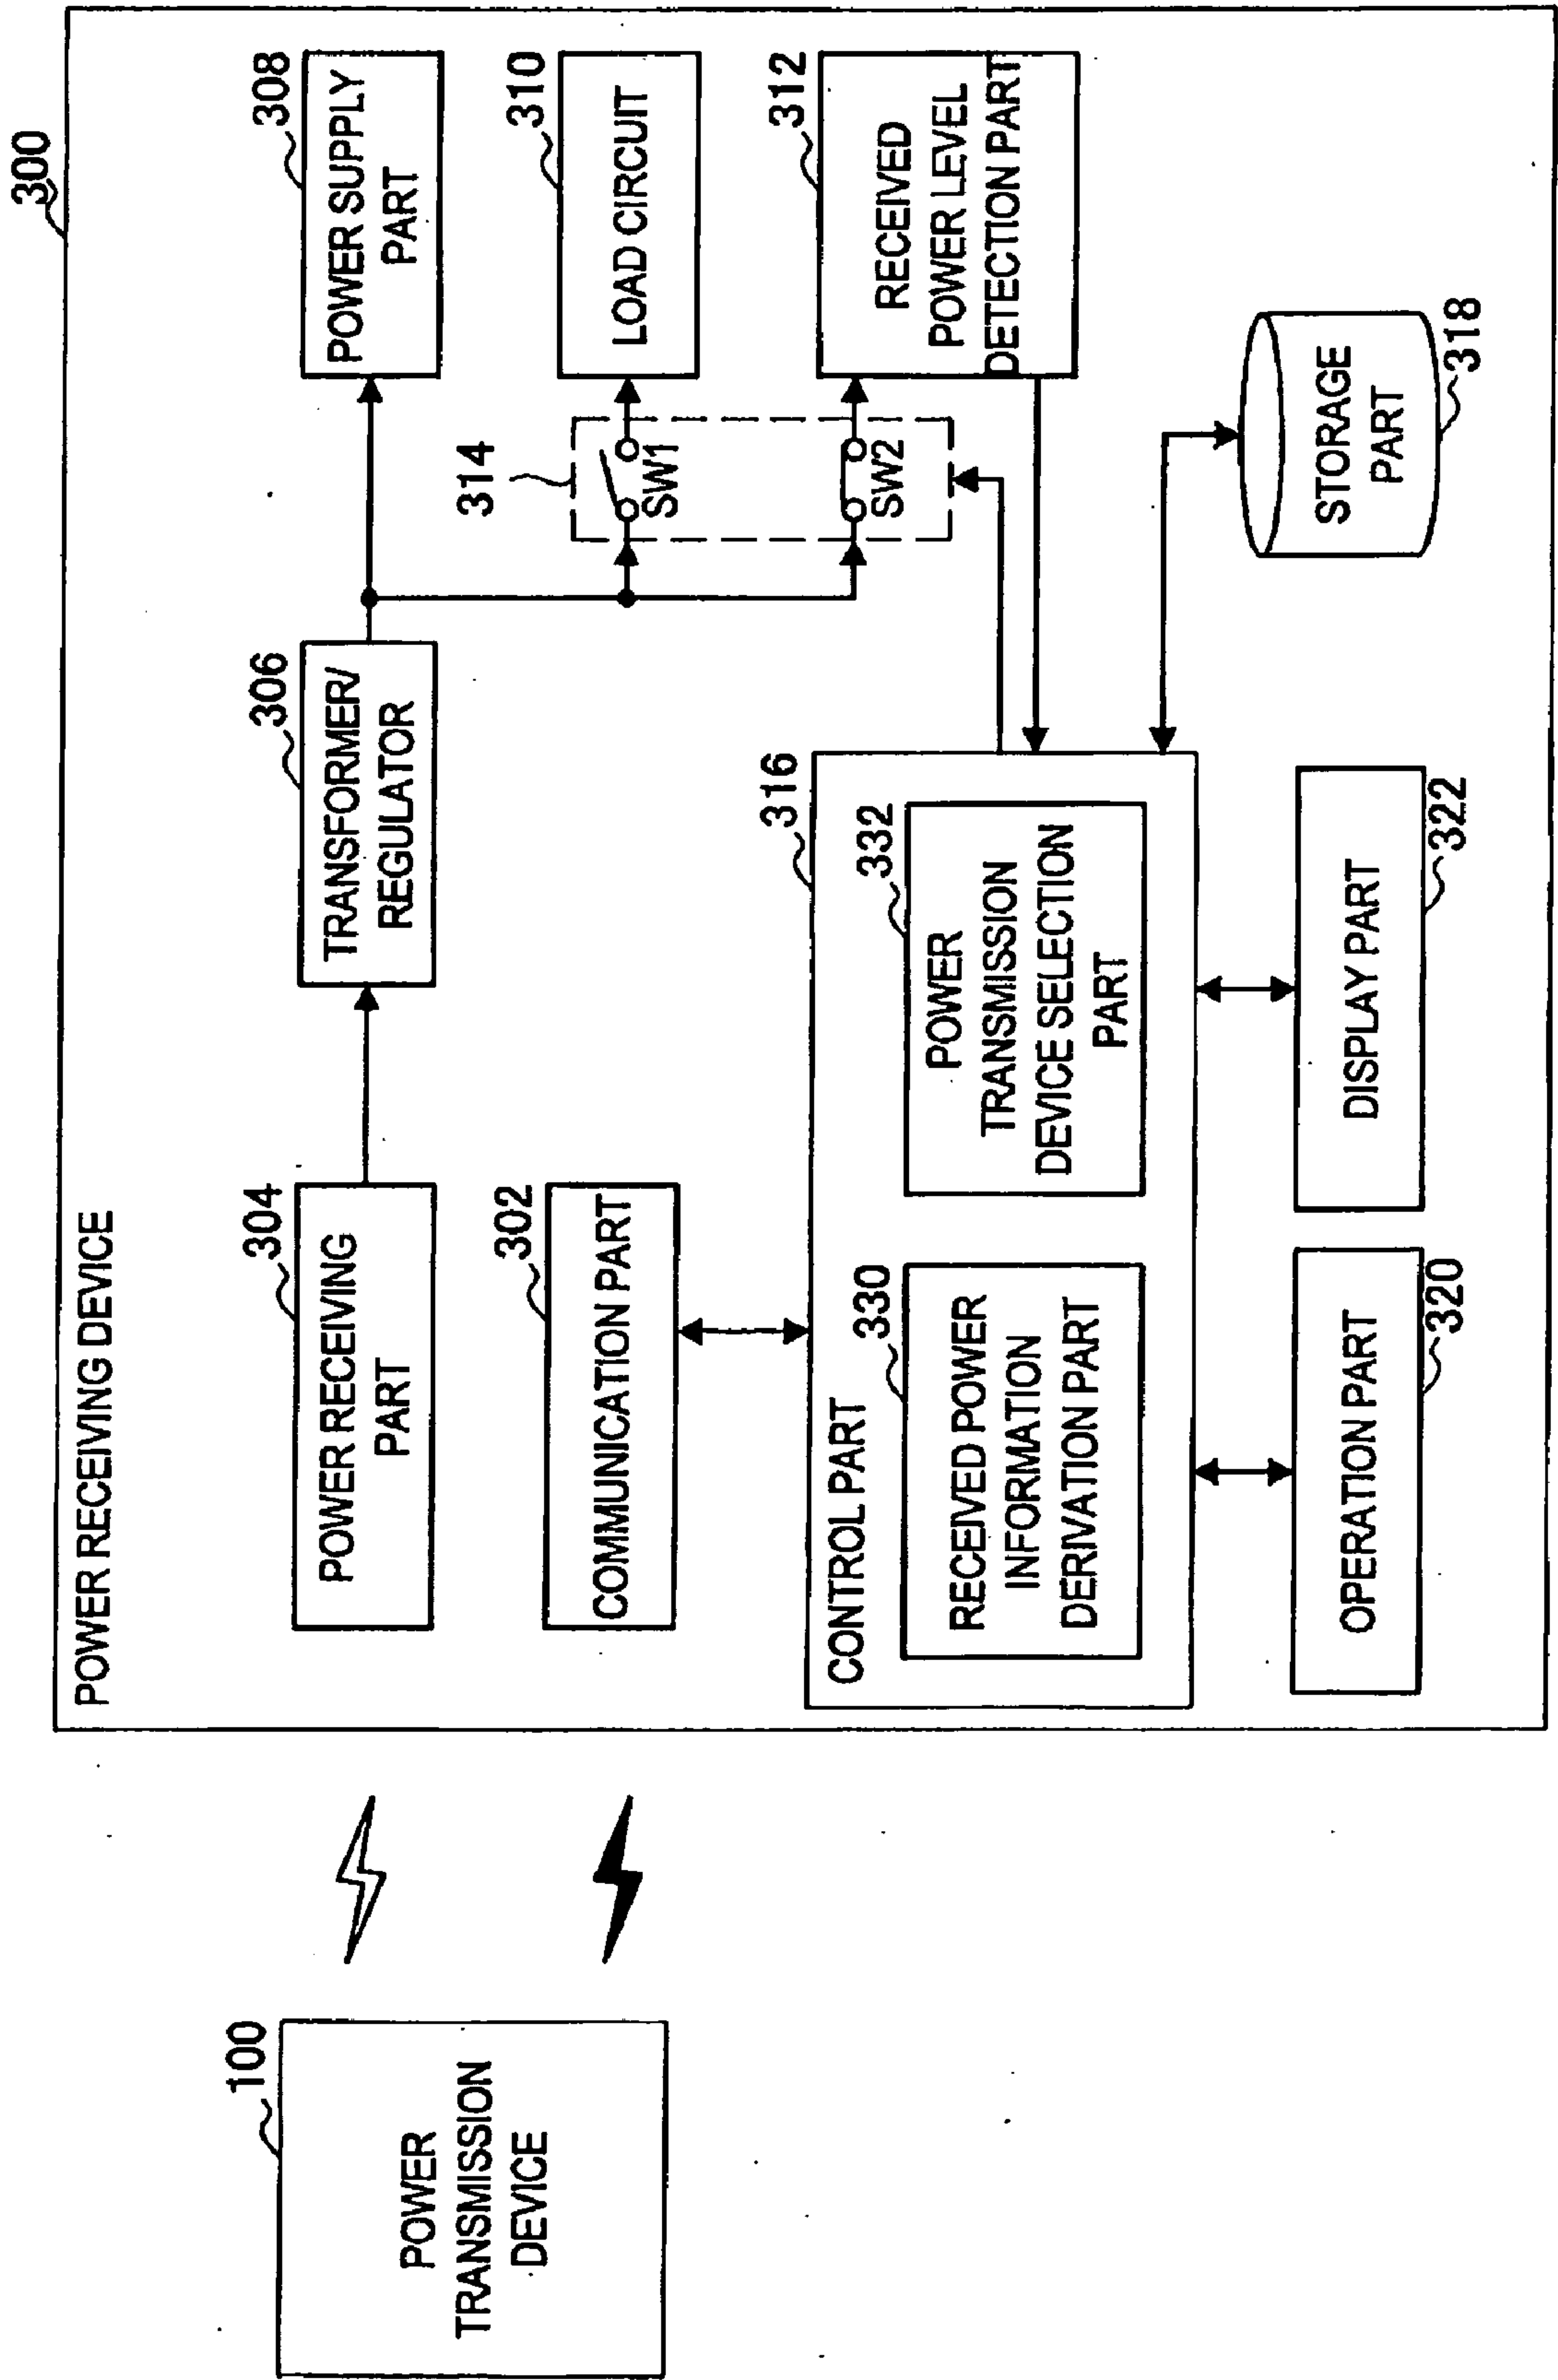 300
POWER RECEIVING DEVICE
304
POWER RECEIVING
PART
306
TRANSFORMER/
REGULATOR
308
POWER SUPPLY
PART
302
COMMUNICATION PART
314
SW1
SW2
310
LOAD CIRCUIT
312
RECEIVED
POWER LEVEL
DETECTION PART
100
POWER
TRANSMISSION
DEVICE
316
CONTROL PART
330
RECEIVED POWER
INFORMATION
DERIVATION PART
332
POWER
TRANSMISSION
DEVICE SELECTION
PART
STORAGE
PART
318
OPERATION PART
320
DISPLAY PART
322